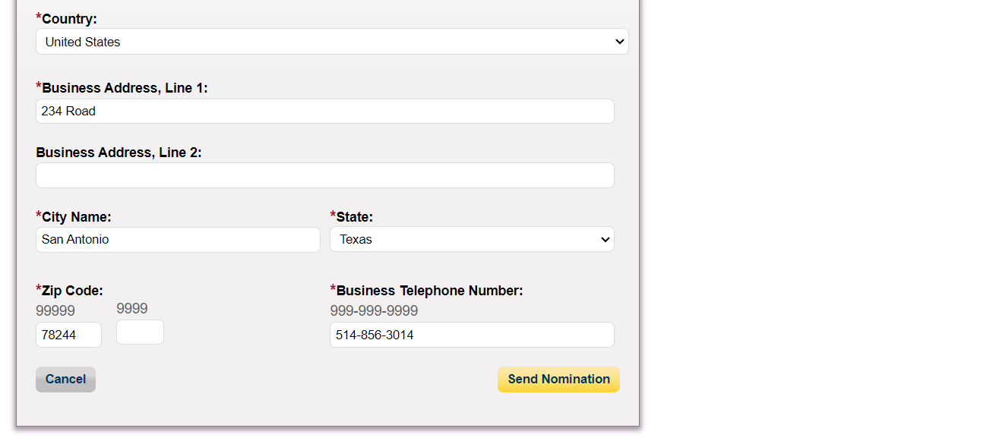 *Country:
United States
*Business Address, Line 1:
234 Road
Business Address, Line 2:
*City Name:
*State:
San Antonio
Texas
*Zip Code:
*Business Telephone Number:
99999
9999
999-999-9999
78244
514-856-3014
Cancel
Send Nomination